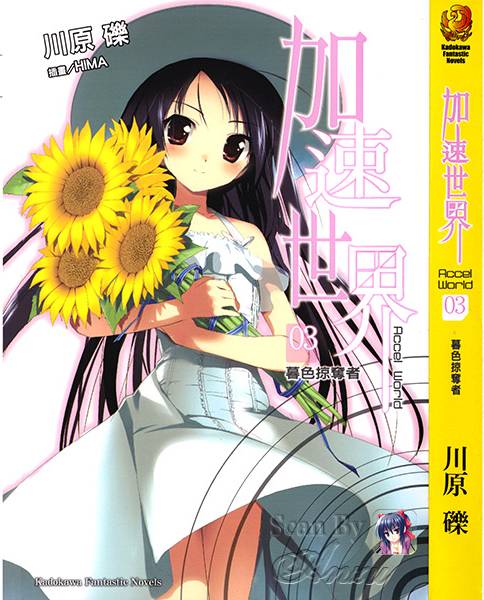 川原 礫
插畫/HIMA
加速世界
03
Accel World
暮色掠奪者
Kadokawa Fantastic Novels
Scan By
Kadokawa
Fantastic
Novels
加速世界
Accel
World
03
暮色掠奪者
川原 礫